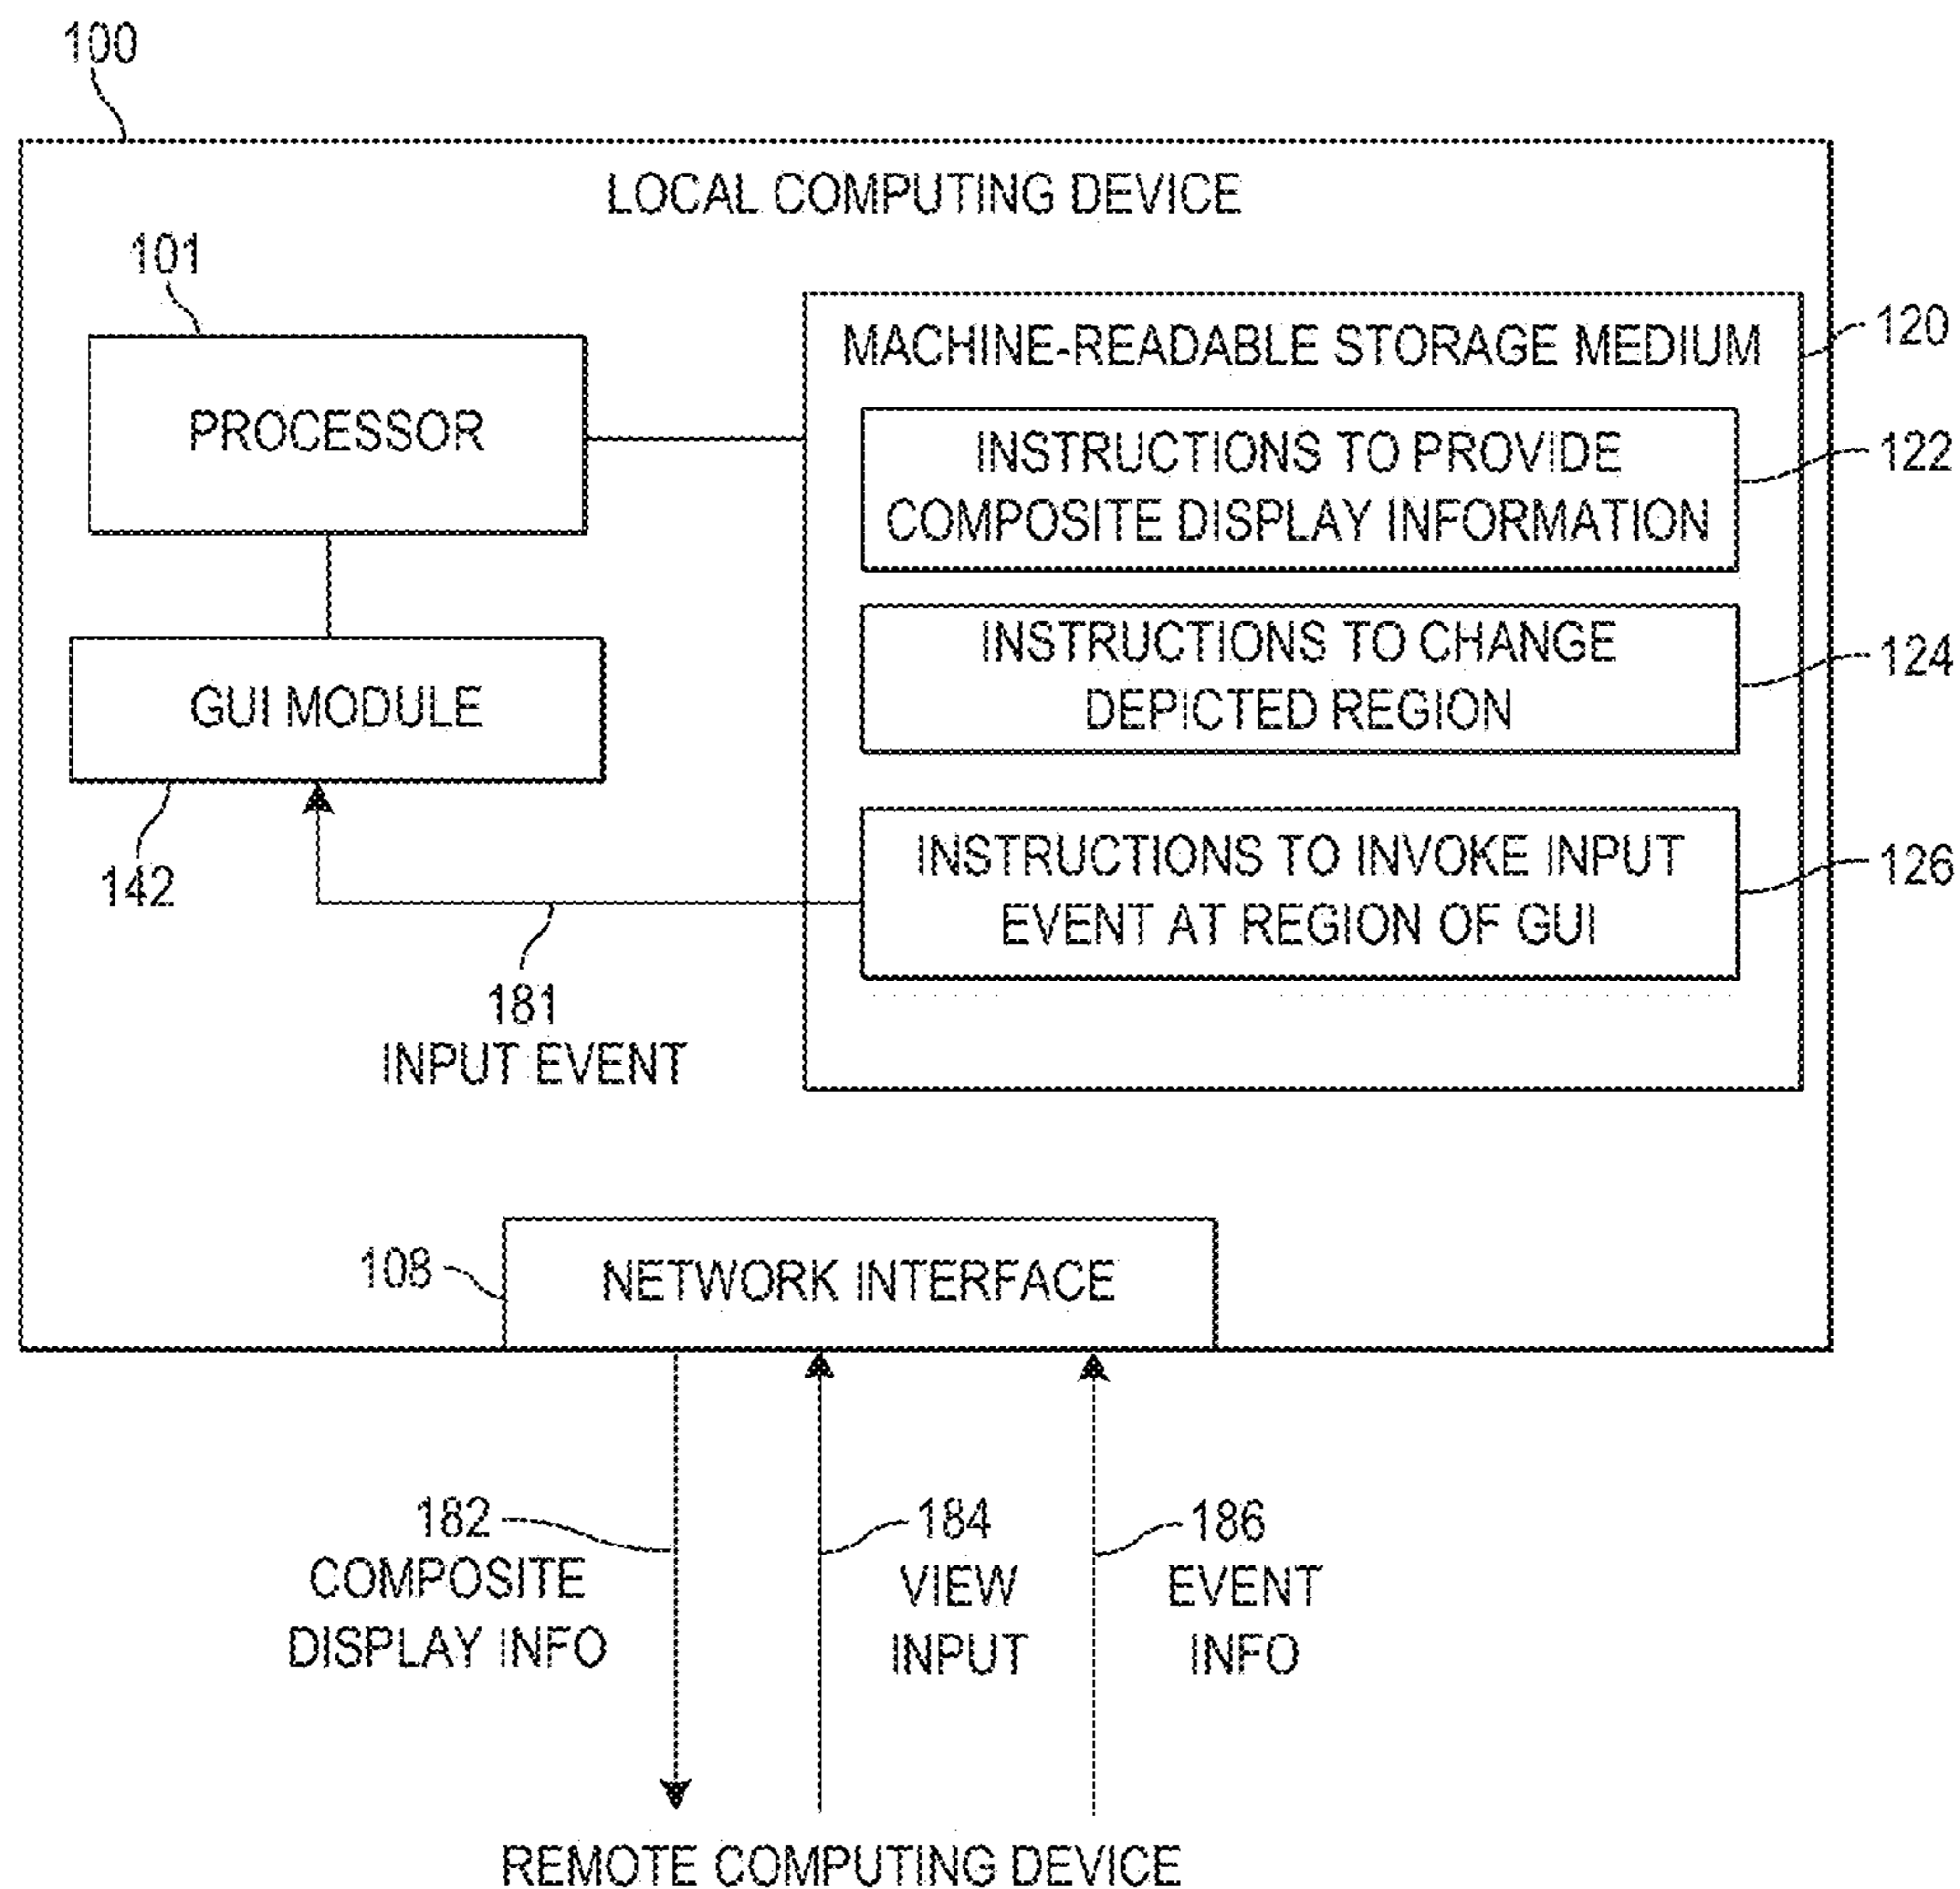 100
LOCAL COMPUTING DEVICE
101
PROCESSOR
MACHINE-READABLE STORAGE MEDIUM
120
INSTRUCTIONS TO PROVIDE
COMPOSITE DISPLAY INFORMATION
122
GUI MODULE
142
INSTRUCTIONS TO CHANGE
DEPICTED REGION
124
INSTRUCTIONS TO INVOKE INPUT
EVENT AT REGION OF GUI
126
181
INPUT EVENT
108
NETWORK INTERFACE
182
COMPOSITE
DISPLAY INFO
184
VIEW
INPUT
186
EVENT
INFO
REMOTE COMPUTING DEVICE